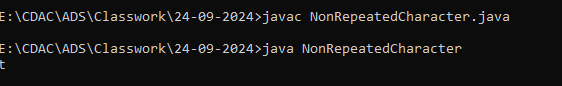 E:\CDAC\ADS\Classwork\24-09-2024>javac NonRepeatedCharacter.java
E:\CDAC\ADS\Classwork\24-09-2024>java NonRepeatedCharacter
t